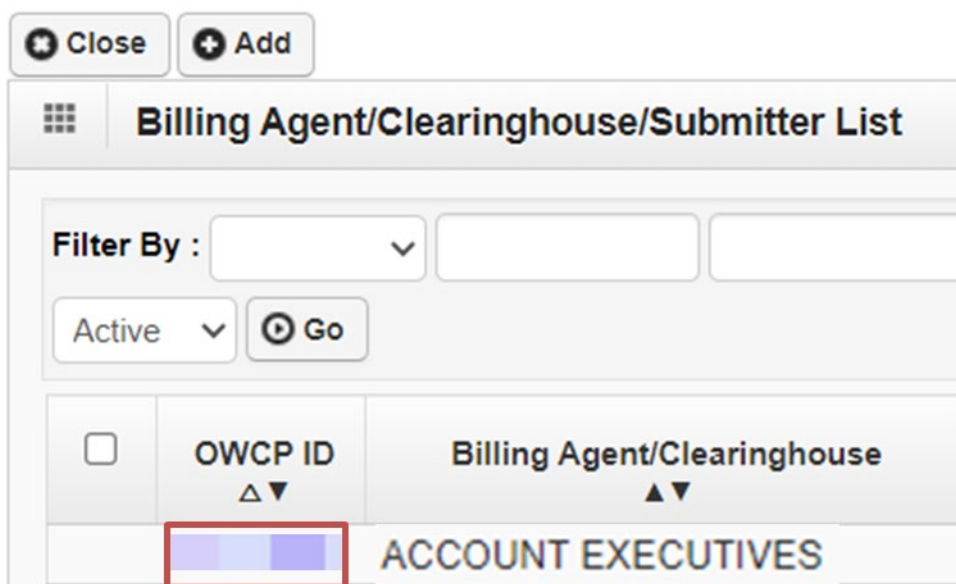 Close Add
Billing Agent/Clearinghouse/Submitter List
Filter By :
Active Go
OWCP ID Billing Agent/Clearinghouse
ACCOUNT EXECUTIVES